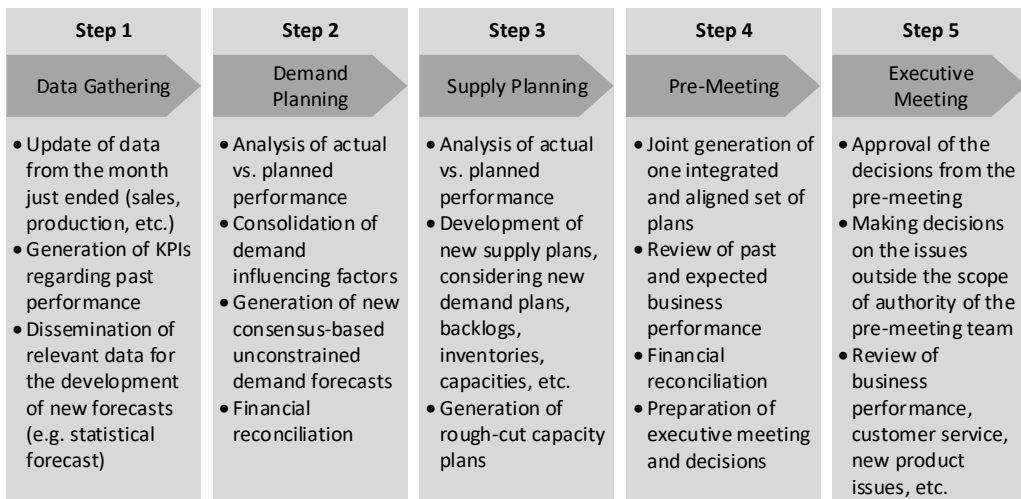 Step 1
Data Gathering
• Update of data
from the month
just ended (sales,
production, etc.)
• Generation of KPIs
regarding past
performance
• Dissemination of
relevant data for
the development
of new forecasts
(e.g. statistical
forecast)
Step 2
Demand
Planning
• Analysis of actual
vs. planned
performance
• Consolidation of
demand
influencing factors
• Generation of new
consensus-based
unconstrained
demand forecasts
• Financial
reconciliation
Step 3
Supply Planning
• Analysis of actual
vs. planned
performance
• Development of
new supply plans,
considering new
demand plans,
backlogs,
inventories,
capacities, etc.
• Generation of
rough-cut capacity
plans
Step 4
Pre-Meeting
• Joint generation of
one integrated
and aligned set of
plans
• Review of past
and expected
business
performance
• Financial
reconciliation
• Preparation of
executive meeting
and decisions
Step 5
Executive
Meeting
• Approval of the
decisions from the
pre-meeting
• Making decisions
on the issues
outside the scope
of authority of the
pre-meeting team
• Review of
business
performance,
customer service,
new product
issues, etc.